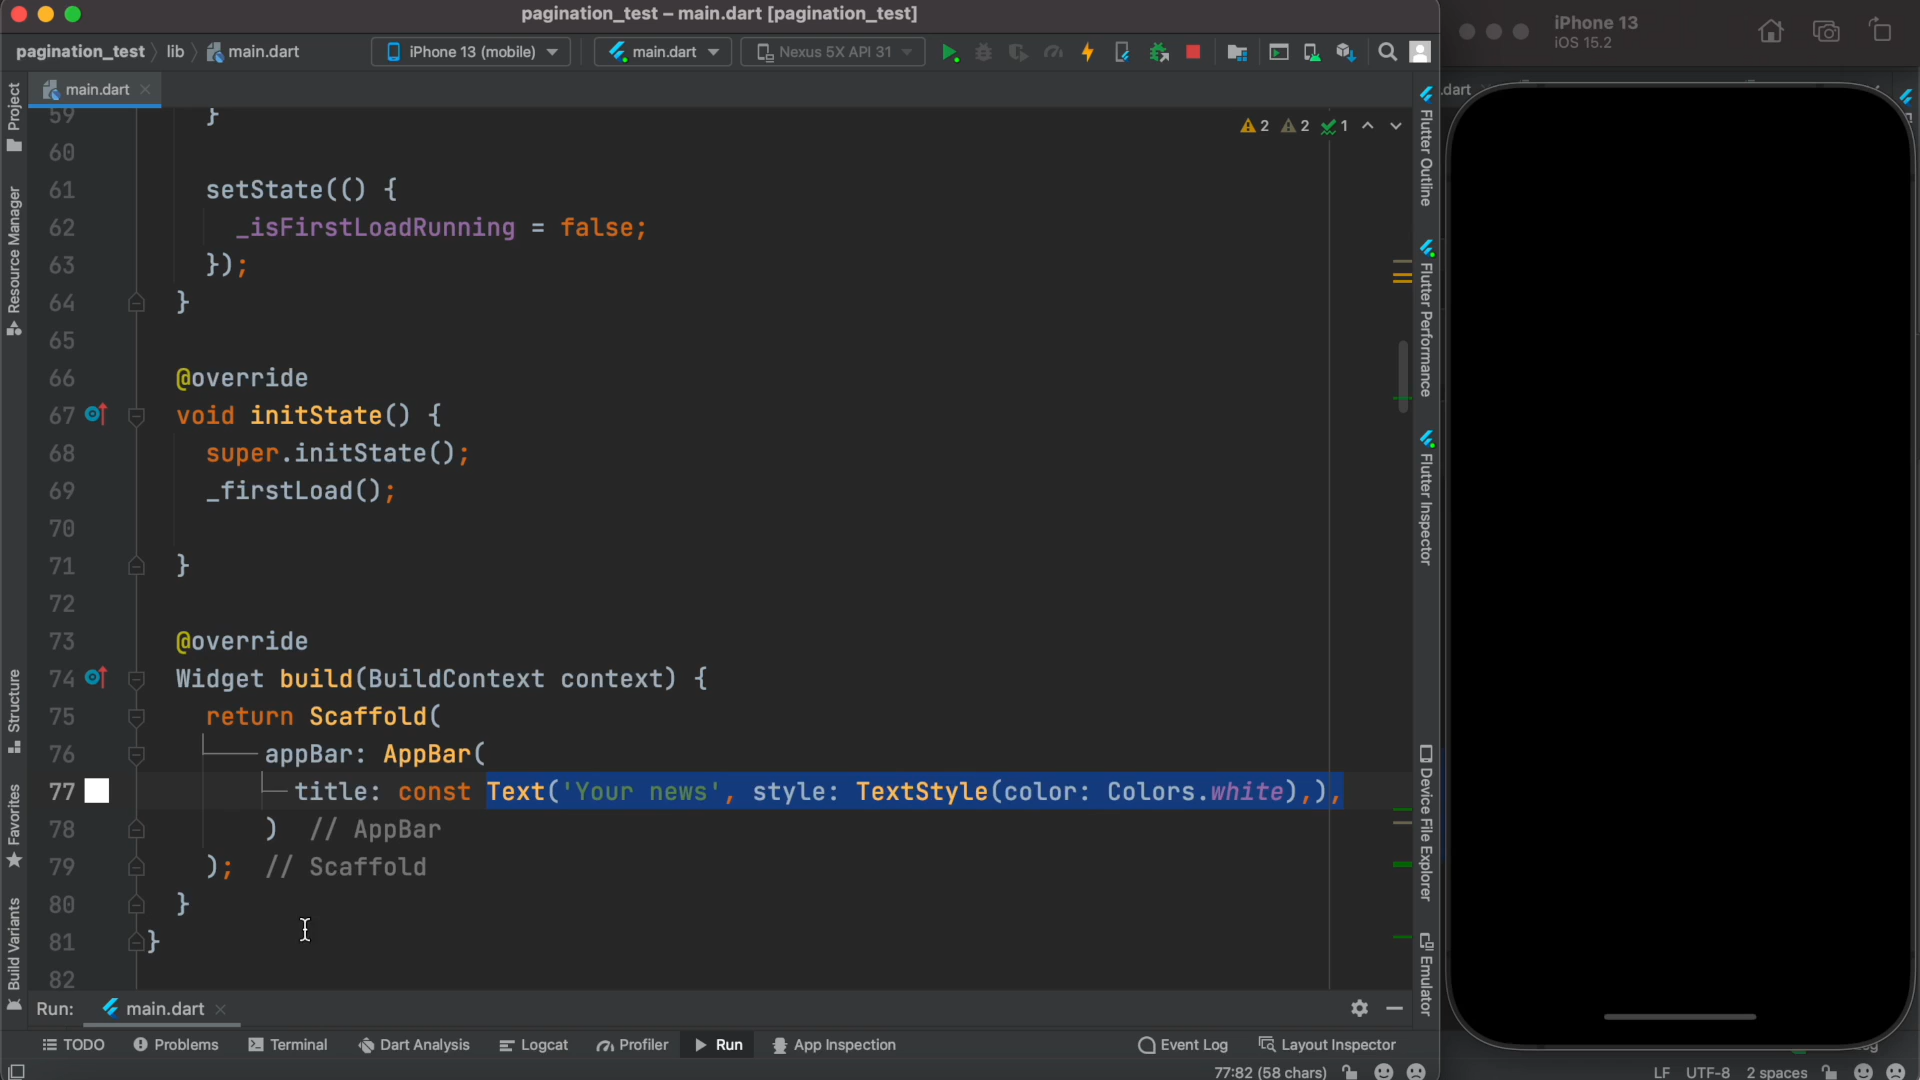 pagination_test – main.dart [pagination_test]
iPhone 13
iOS 15.2
pagination_test lib main.dart
iPhone 13 (mobile)
main.dart
Nexus 5X API 31
main.dart
.dart
2 2 1
59 }
60
61 setState(() {
62 _isFirstLoadRunning = false;
63 });
64 }
65
66 @override
67 void initState() {
68 super.initState();
69 _firstLoad();
70
71 }
72
73 @override
74 Widget build(BuildContext context) {
75 return Scaffold(
76 appBar: AppBar(
77 title: const Text('Your news', style: TextStyle(color: Colors.white),),
78 ) // AppBar
79 ); // Scaffold
80 }
81 }
82
Project
Resource Manager
Structure
Favorites
Build Variants
Flutter Outline
Flutter Performance
Flutter Inspector
Device File Explorer
Emulator
Run: main.dart
TODO Problems Terminal Dart Analysis Logcat Profiler Run App Inspection Event Log Layout Inspector
77:82 (58 chars)
LF UTF-8 2 spaces